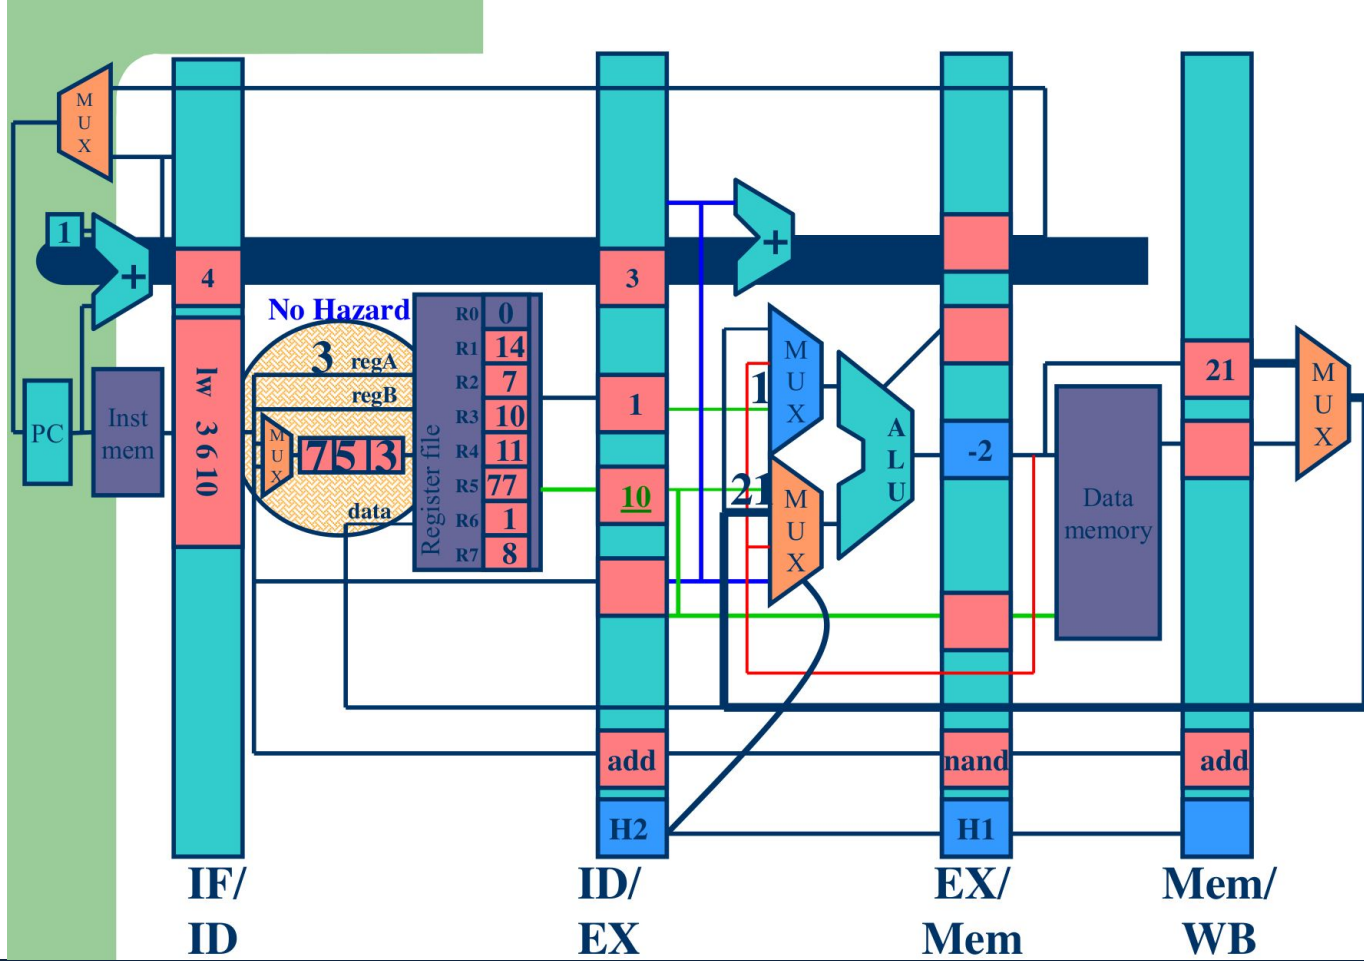 M
U
X
1
+
4
3
+
No Hazard
3
regA
regB
data
M
U
X
7 5 3
R0 0
R1 14
R2 7
R3 10
R4 11
R5 77
R6 1
R7 8
Register file
PC
Inst
mem
lw 3 6 10
1
10
1
M
U
X
21
M
U
X
A
L
U
-2
Data
memory
21
M
U
X
add
nand
add
H2
H1
IF/
ID
ID/
EX
EX/
Mem
Mem/
WB